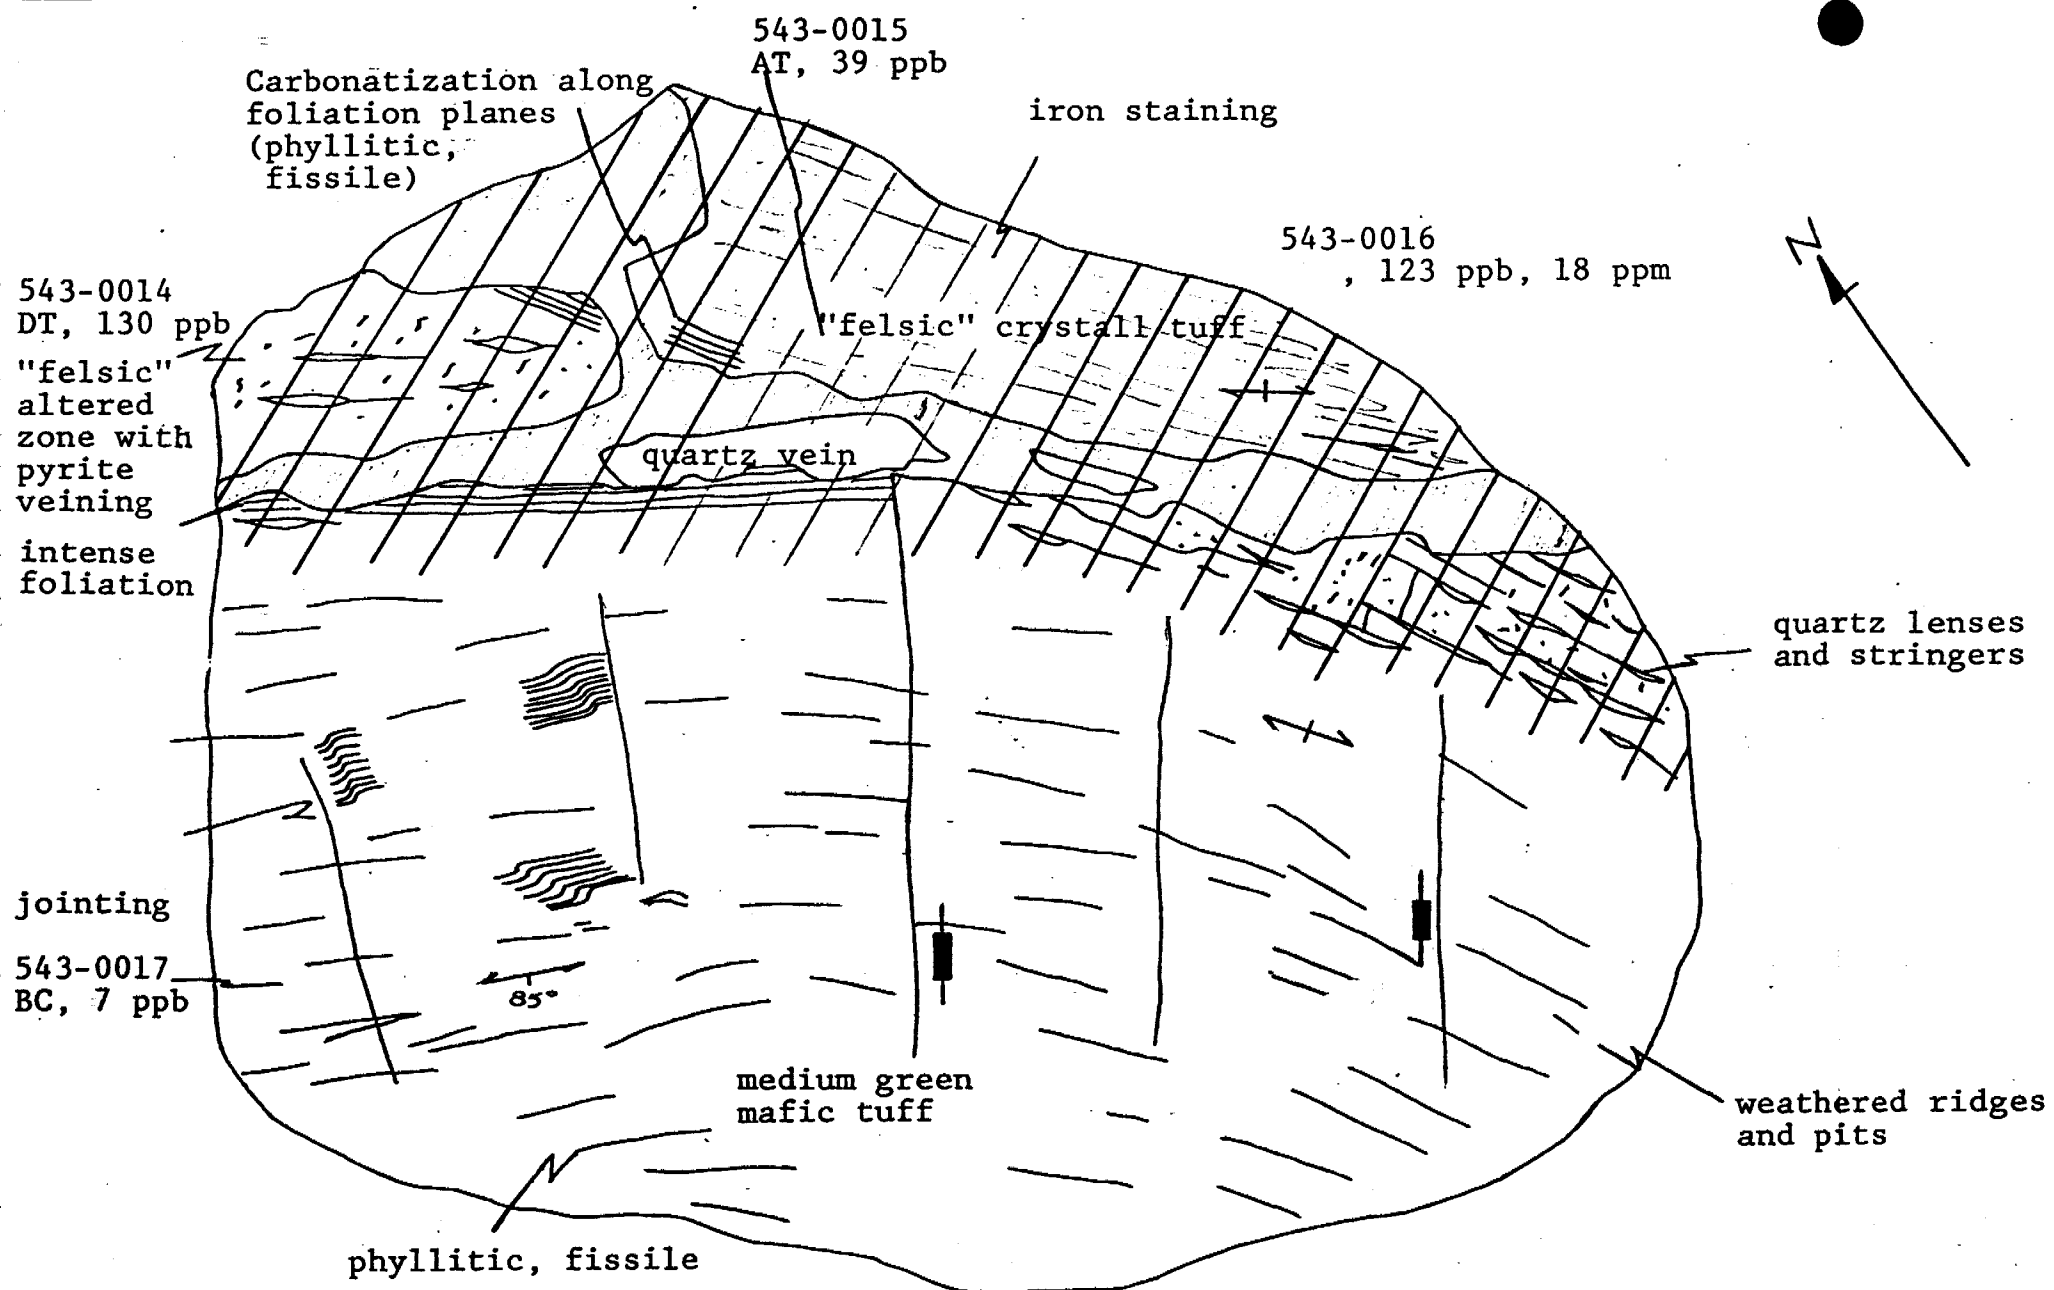 543-0015
AT, 39 ppb
Carbonatization along
foliation planes
(phyllitic,
fissile)
iron staining
543-0016
, 123 ppb, 18 ppm
N
543-0014
DT, 130 ppb
"felsic"
altered
zone with
pyrite
veining
"felsic" crystall tuff
quartz vein
intense
foliation
quartz lenses
and stringers
jointing
543-0017
BC, 7 ppb
85°
medium green
mafic tuff
weathered ridges
and pits
phyllitic, fissile